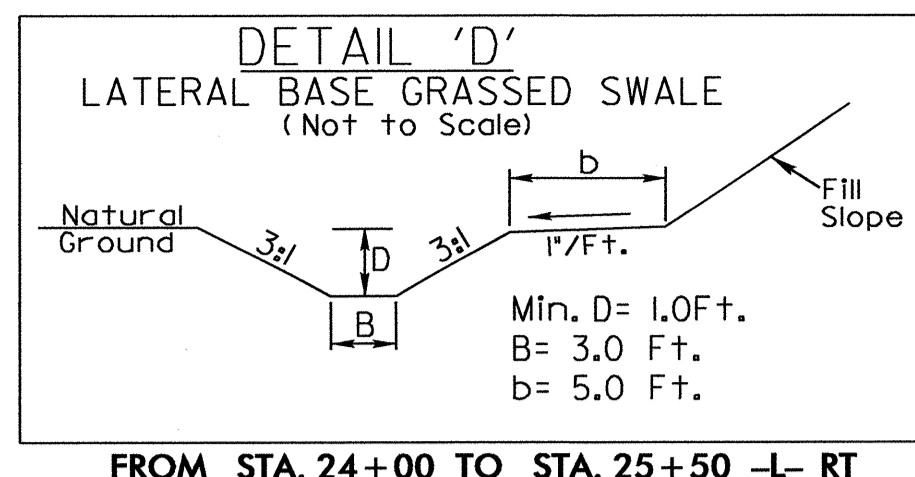 DETAIL 'D'
LATERAL BASE GRASSED SWALE
(Not to Scale)
b
Natural
Ground
3:1
D
3:1
1"/Ft.
Fill
Slope
B
Min. D= 1.0Ft.
B= 3.0 Ft.
b= 5.0 Ft.
FROM STA. 24+00 TO STA. 25+50 -L- RT